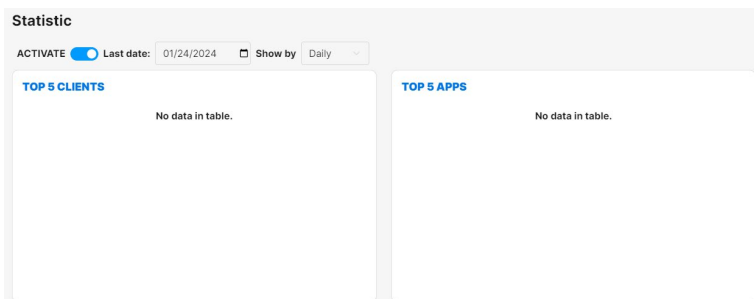 Statistic
ACTIVATE Last date: 01/24/2024 Show by Daily
TOP 5 CLIENTS
No data in table.
TOP 5 APPS
No data in table.